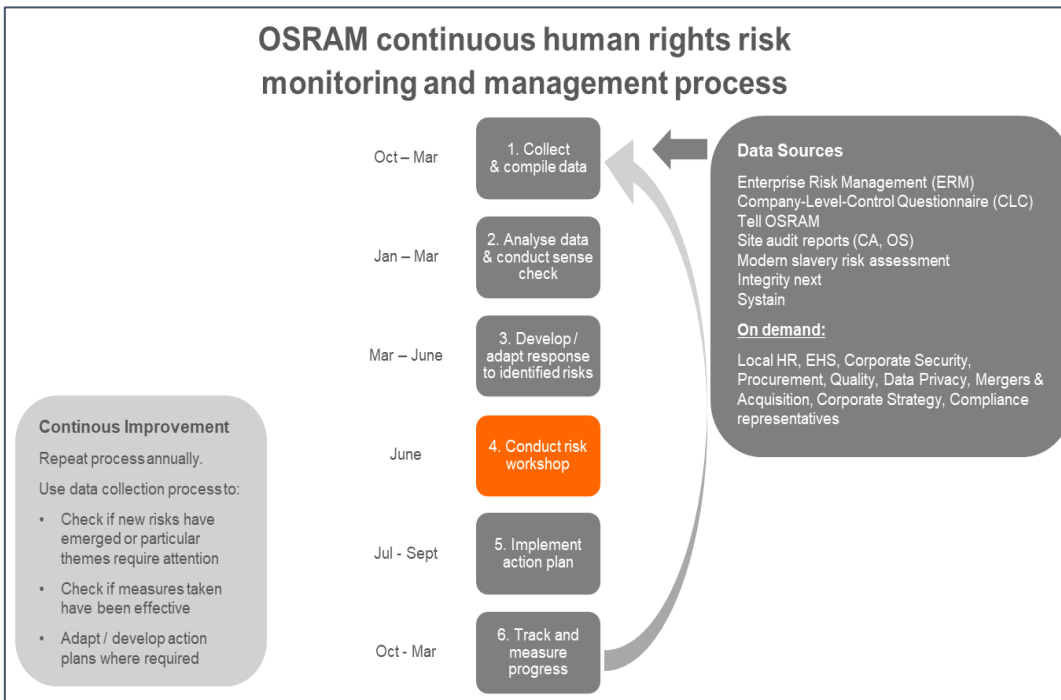 OSRAM continuous human rights risk
monitoring and management process
Oct – Mar
1. Collect
& compile data
Jan – Mar
2. Analyse data
& conduct sense
check
Mar – June
3. Develop /
adapt response
to identified risks
June
4. Conduct risk
workshop
Jul - Sept
5. Implement
action plan
Oct - Mar
6. Track and
measure
progress
Data Sources
Enterprise Risk Management (ERM)
Company-Level-Control Questionnaire (CLC)
Tell OSRAM
Site audit reports (CA, OS)
Modern slavery risk assessment
Integrity next
Systain
On demand:
Local HR, EHS, Corporate Security,
Procurement, Quality, Data Privacy, Mergers &
Acquisition, Corporate Strategy, Compliance
representatives
Continous Improvement
Repeat process annually.
Use data collection process to:
• Check if new risks have
emerged or particular
themes require attention
• Check if measures taken
have been effective
• Adapt / develop action
plans where required